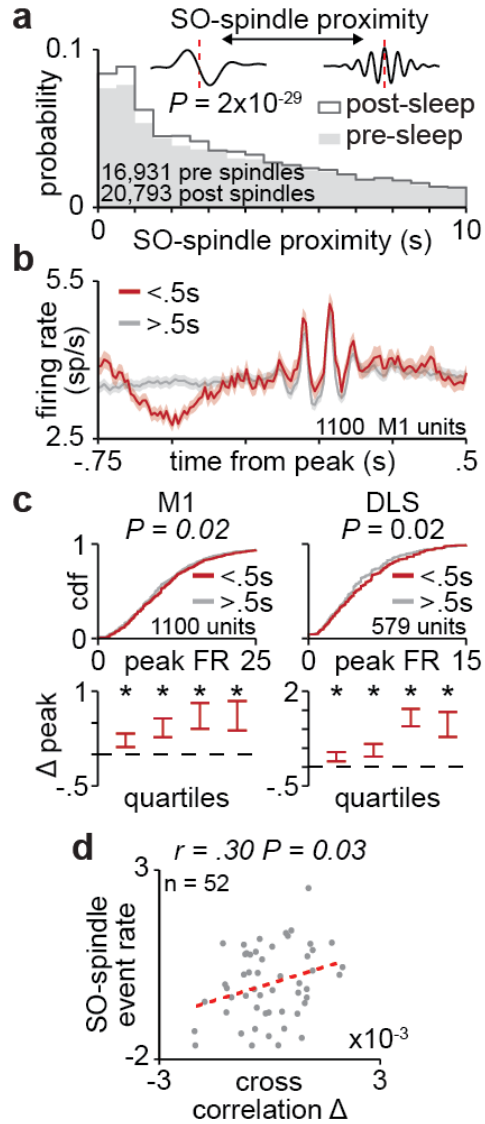 a
SO-spindle proximity
0.1
P = 2x10-29
post-sleep
pre-sleep
probability
16,931 pre spindles
20,793 post spindles
0
0
10
SO-spindle proximity (s)
b
5.5
<.5s
>.5s
firing rate
(sp/s)
1100 M1 units
2.5
-.75
time from peak (s)
.5
c
M1
DLS
P = 0.02
P = 0.02
1
1
<.5s
>.5s
<.5s
>.5s
cdf
1100 units
579 units
0
0
0
peak FR
25
0
peak FR
15
1
* * * *
2
* * * *
Δ peak
-.5
-.5
quartiles
quartiles
d
r = .30 P = 0.03
3
n = 52
SO-spindle
event rate
x10-3
-2
-3
3
cross
correlation Δ